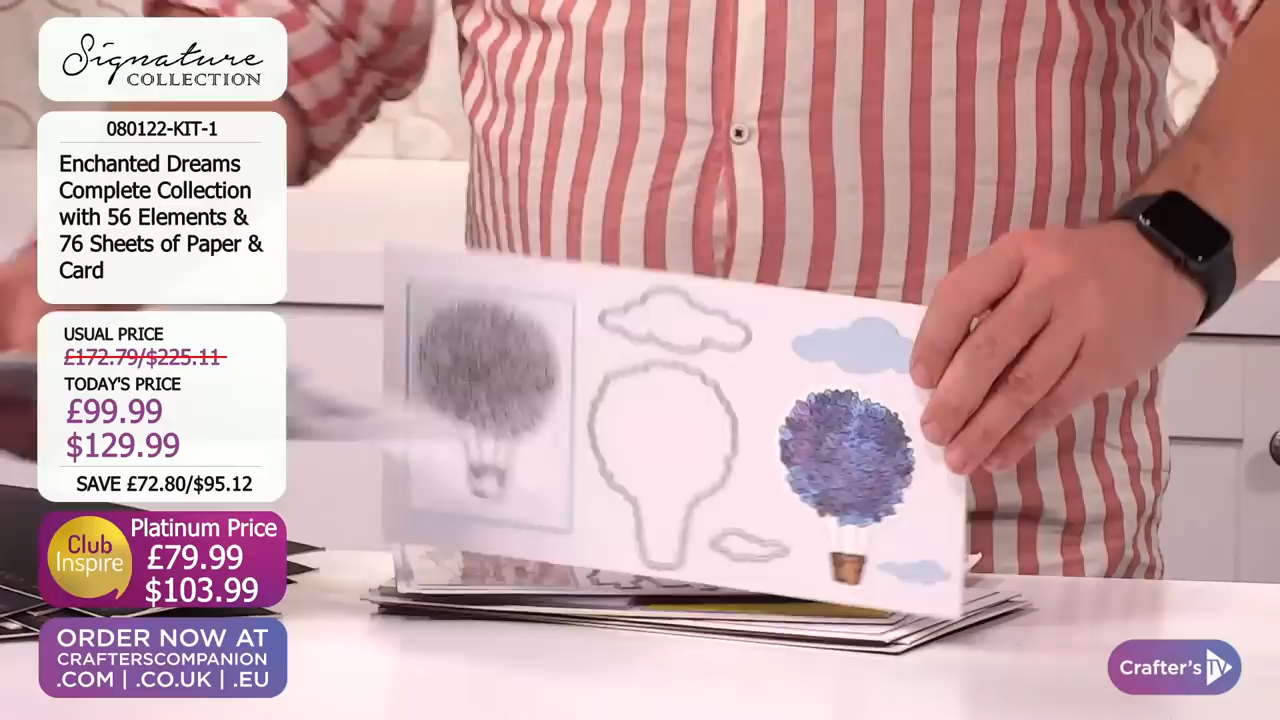 Signature
COLLECTION
080122-KIT-1
Enchanted Dreams
Complete Collection
with 56 Elements &
76 Sheets of Paper &
Card
USUAL PRICE
£172.79/$225.11
TODAY'S PRICE
£99.99
$129.99
SAVE £72.80/$95.12
Club
Inspire
Platinum Price
£79.99
$103.99
ORDER NOW AT
CRAFTERSCOMPANION
.COM | .CO.UK | .EU
Crafter's TV